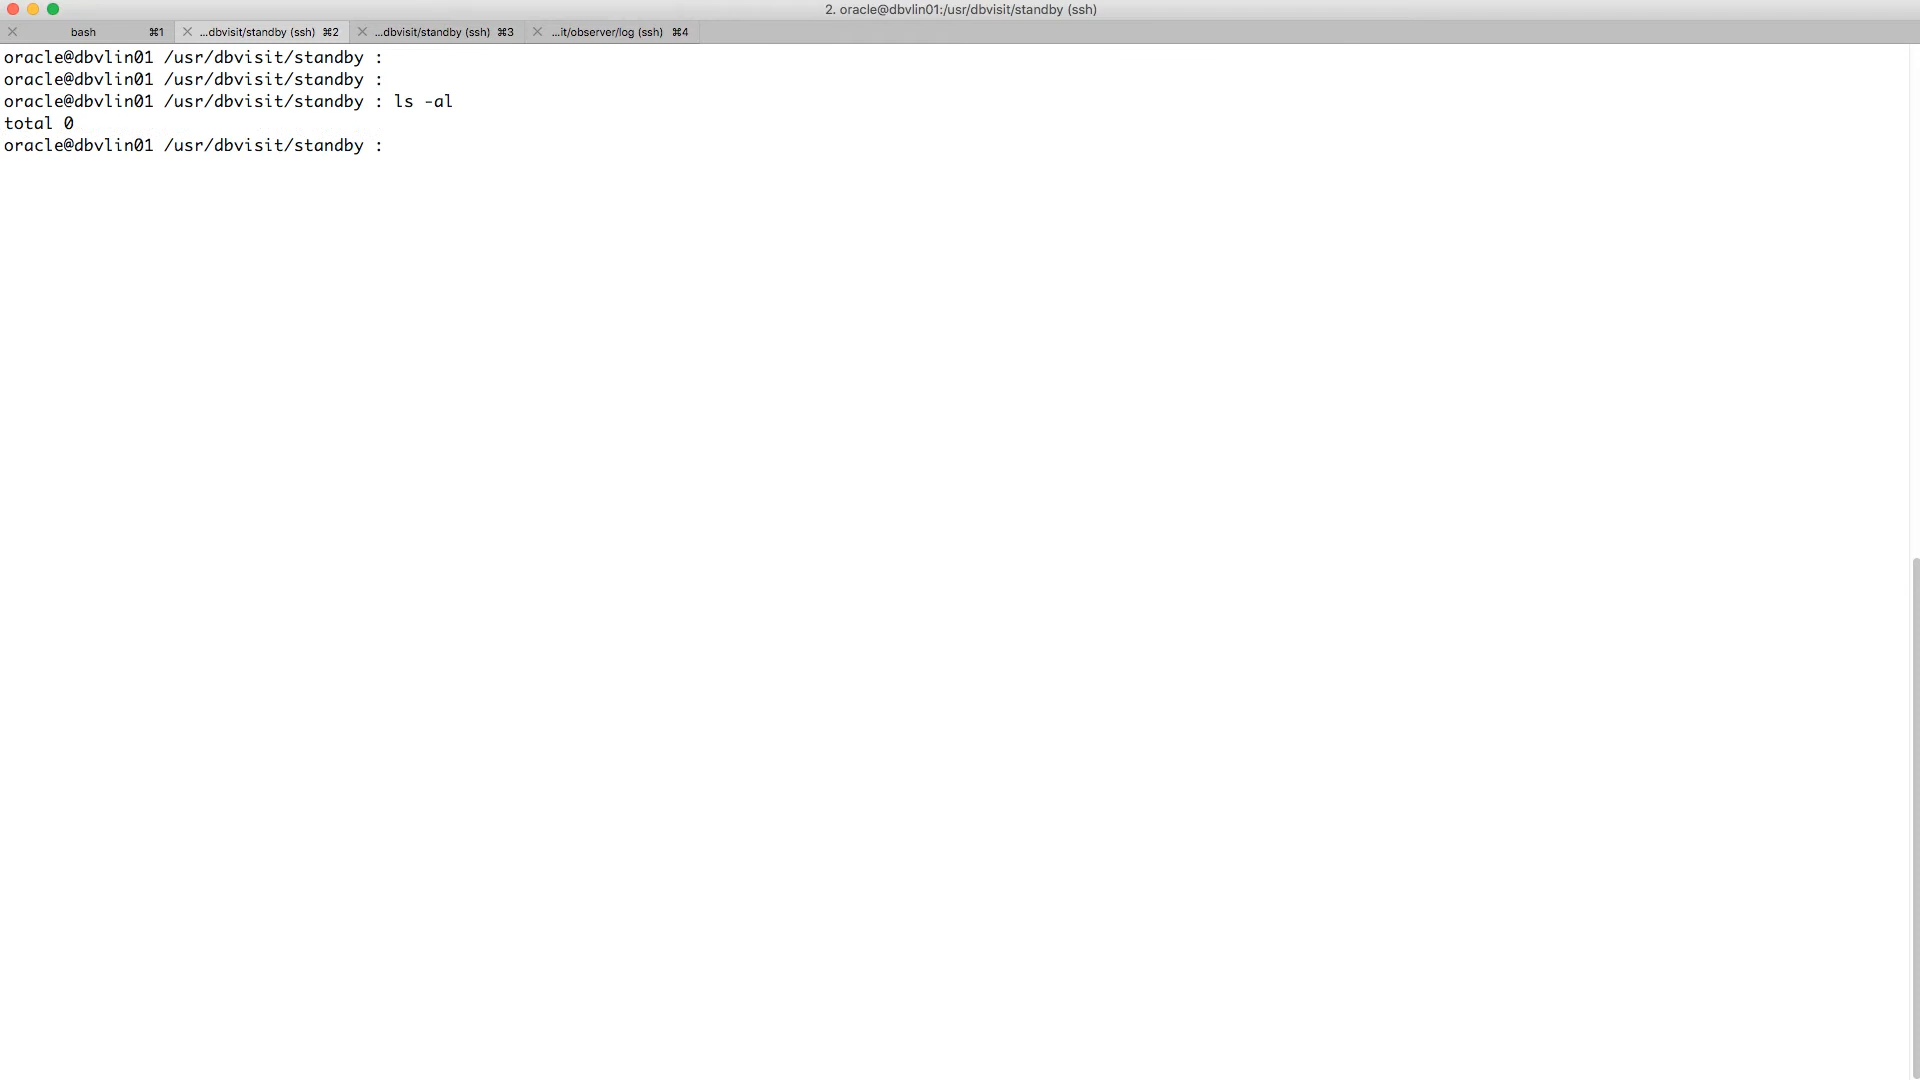 2. oracle@dbvlin01:/usr/dbvisit/standby (ssh)
bash ⌘1 ...dbvisit/standby (ssh) ⌘2 ...dbvisit/standby (ssh) ⌘3 ...it/observer/log (ssh) ⌘4
oracle@dbvlin01 /usr/dbvisit/standby :
oracle@dbvlin01 /usr/dbvisit/standby :
oracle@dbvlin01 /usr/dbvisit/standby : ls -al
total 0
oracle@dbvlin01 /usr/dbvisit/standby :